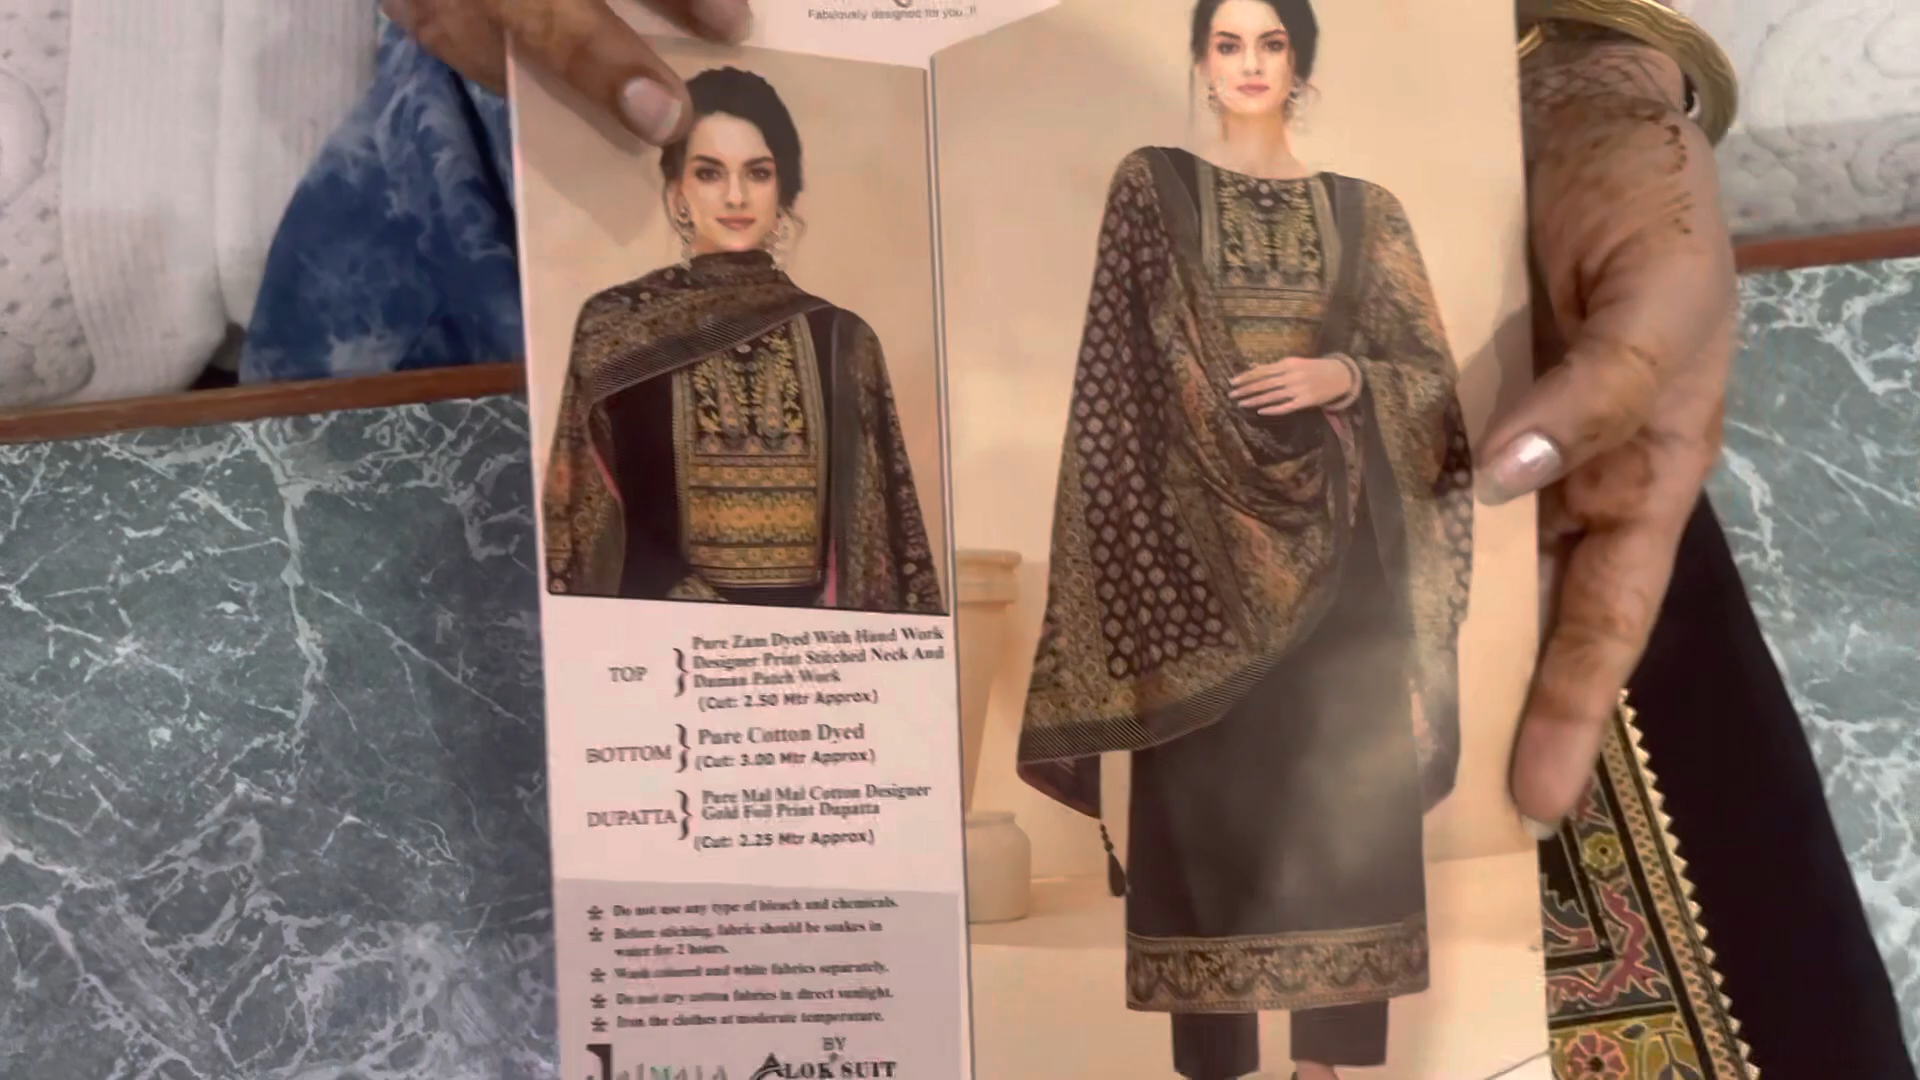 Fabulously designed for you..!!
TOP
Pure Zam Dyed With Hand Work
Designer Print Stitched Neck And
Daman Patch Work
(Cut: 2.50 Mtr Approx)
BOTTOM
Pure Cotton Dyed
(Cut: 3.00 Mtr Approx)
DUPATTA
Pure Mal Mal Cotton Designer
Gold Foil Print Dupatta
(Cut: 2.25 Mtr Approx)
Do not use any type of bleach and chemicals.
Before stiching, fabric should be soakes in
water for 2 hours.
Wash coloured and white fabrics separately.
Do not dry cotton fabrics in direct sunlight.
Iron the clothes at moderate temperature.
BY
ALOK SUIT